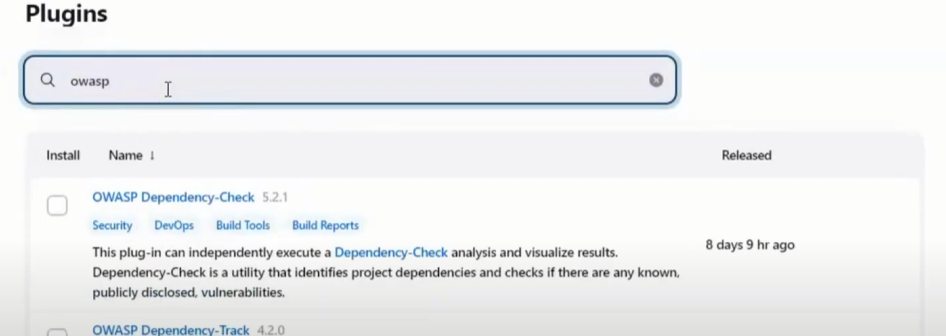 Plugins
owasp
Install Name ↓ Released
OWASP Dependency-Check 5.2.1
Security DevOps Build Tools Build Reports
This plug-in can independently execute a Dependency-Check analysis and visualize results.
8 days 9 hr ago
Dependency-Check is a utility that identifies project dependencies and checks if there are any known,
publicly disclosed, vulnerabilities.
OWASP Dependency-Track 4.2.0